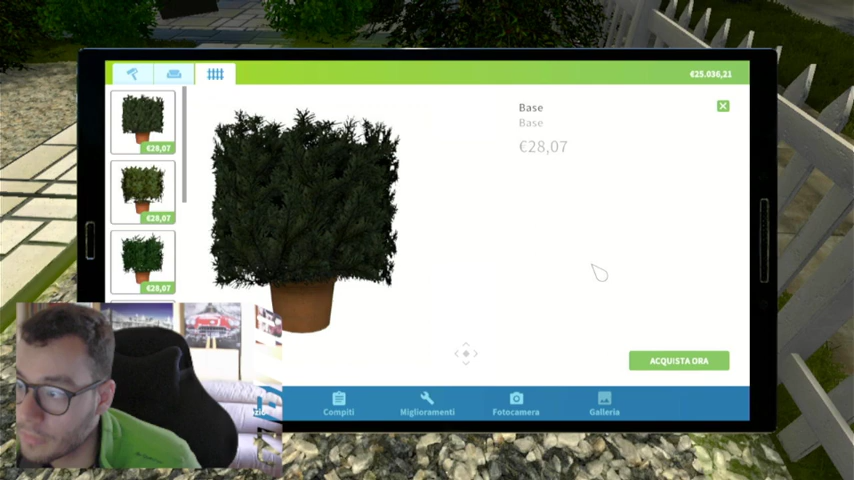 €25.036,21
Base
Base
€28,07
€28,07
€28,07
€28,07
ACQUISTA ORA
Compiti
Miglioramenti
Fotocamera
Galleria